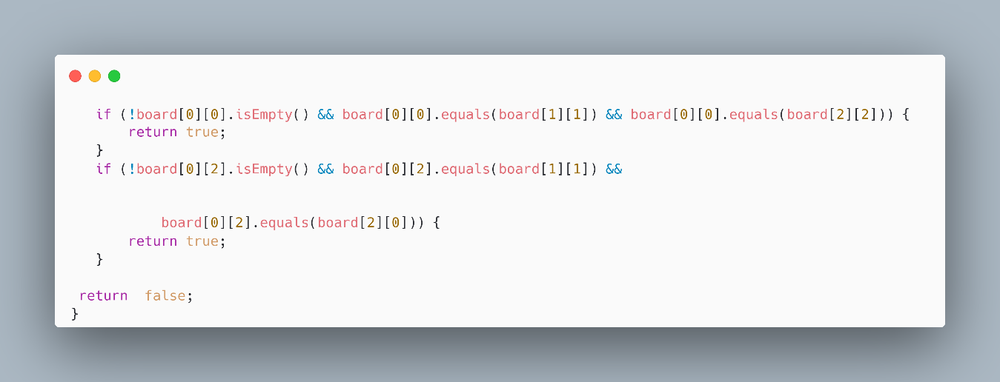 if (!board[0][0].isEmpty() && board[0][0].equals(board[1][1]) && board[0][0].equals(board[2][2])) {
return true;
}
if (!board[0][2].isEmpty() && board[0][2].equals(board[1][1]) &&
board[0][2].equals(board[2][0])) {
return true;
}
return  false;
}